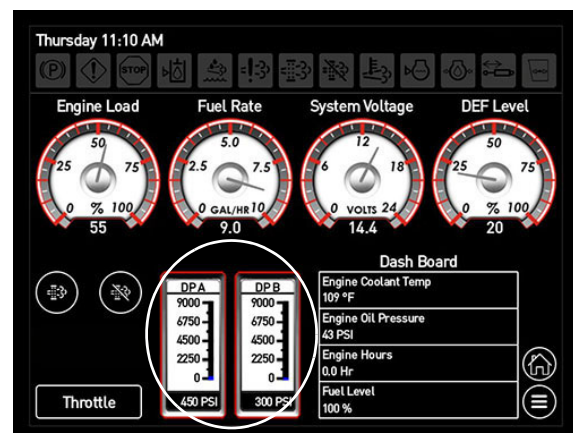 Thursday 11:10 AM
(P)
STOP
Engine Load
Fuel Rate
System Voltage
DEF Level
0 25 50 75 100
%
55
0 2.5 5.0 7.5 10
GAL/HR
9.0
0 6 12 18 24
VOLTS
14.4
0 25 50 75 100
%
20
DP A
9000
6750
4500
2250
0
450 PSI
DP B
9000
6750
4500
2250
0
300 PSI
Dash Board
Engine Coolant Temp
109 °F
Engine Oil Pressure
43 PSI
Engine Hours
0.0 Hr
Fuel Level
100 %
Throttle